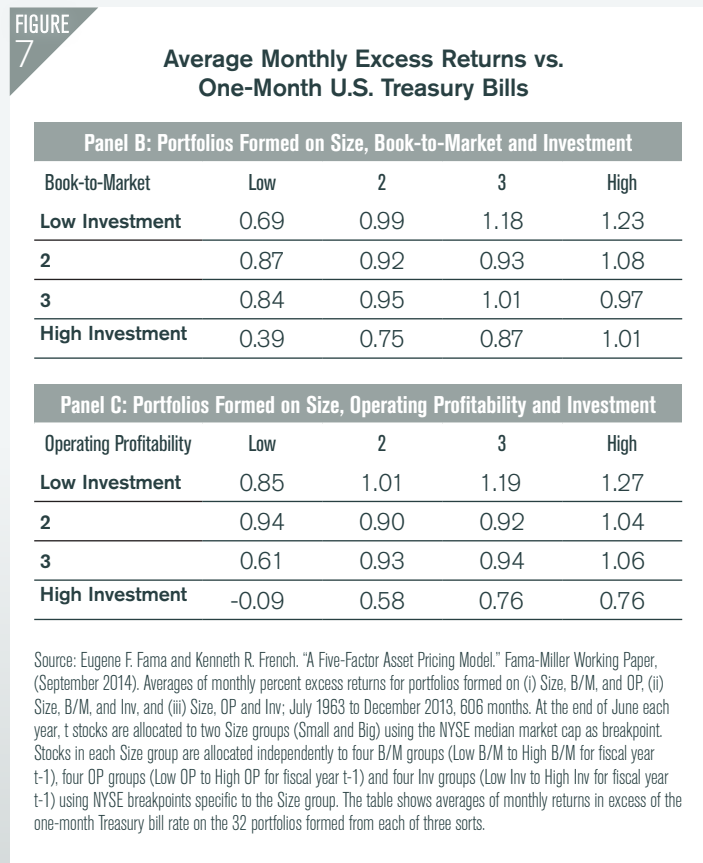 FIGURE
7
Average Monthly Excess Returns vs.
One-Month U.S. Treasury Bills
Panel B: Portfolios Formed on Size, Book-to-Market and Investment
Book-to-Market Low 2 3 High
Low Investment 0.69 0.99 1.18 1.23
2 0.87 0.92 0.93 1.08
3 0.84 0.95 1.01 0.97
High Investment 0.39 0.75 0.87 1.01
Panel C: Portfolios Formed on Size, Operating Profitability and Investment
Operating Profitability Low 2 3 High
Low Investment 0.85 1.01 1.19 1.27
2 0.94 0.90 0.92 1.04
3 0.61 0.93 0.94 1.06
High Investment -0.09 0.58 0.76 0.76
Source: Eugene F. Fama and Kenneth R. French. “A Five-Factor Asset Pricing Model.” Fama-Miller Working Paper,
(September 2014). Averages of monthly percent excess returns for portfolios formed on (i) Size, B/M, and OP, (ii)
Size, B/M, and Inv, and (iii) Size, OP and Inv; July 1963 to December 2013, 606 months. At the end of June each
year, t stocks are allocated to two Size groups (Small and Big) using the NYSE median market cap as breakpoint.
Stocks in each Size group are allocated independently to four B/M groups (Low B/M to High B/M for fiscal year
t-1), four OP groups (Low OP to High OP for fiscal year t-1) and four Inv groups (Low Inv to High Inv for fiscal year
t-1) using NYSE breakpoints specific to the Size group. The table shows averages of monthly returns in excess of the
one-month Treasury bill rate on the 32 portfolios formed from each of three sorts.